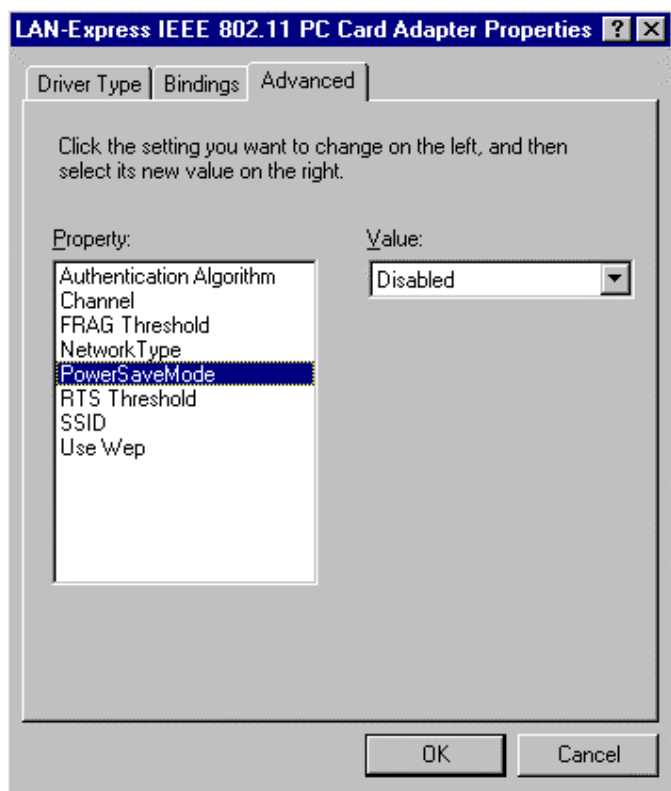 LAN-Express IEEE 802.11 PC Card Adapter Properties
Driver Type Bindings Advanced
Click the setting you want to change on the left, and then
select its new value on the right.
Property:
Value:
Authentication Algorithm
Channel
FRAG Threshold
NetworkType
PowerSaveMode
RTS Threshold
SSID
Use Wep
Disabled
OK Cancel